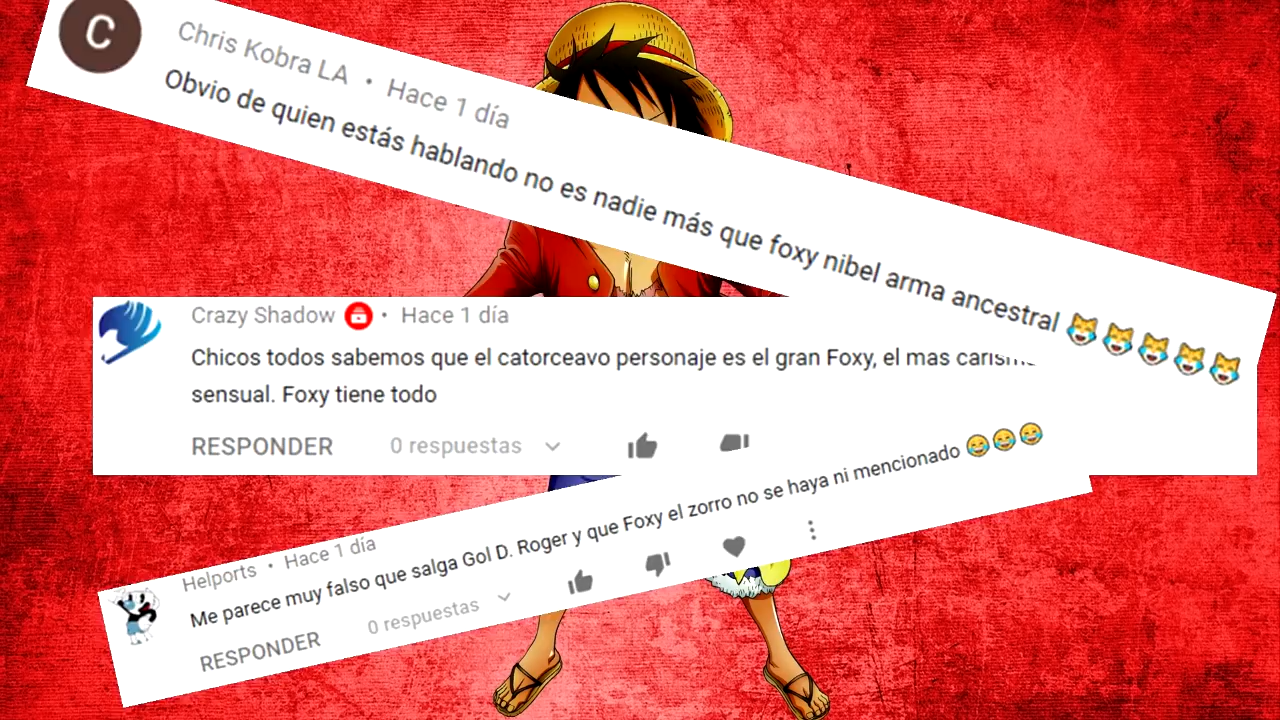 C
Chris Kobra LA • Hace 1 día
Obvio de quien estás hablando no es nadie más que foxy nibel arma ancestral 😹😹😹😹😹
Crazy Shadow • Hace 1 día
Chicos todos sabemos que el catorceavo personaje es el gran Foxy, el mas
sensual. Foxy tiene todo
RESPONDER 0 respuestas
Helports • Hace 1 día
Me parece muy falso que salga Gol D. Roger y que Foxy el zorro no se haya ni mencionado 😂😂😂
RESPONDER 0 respuestas